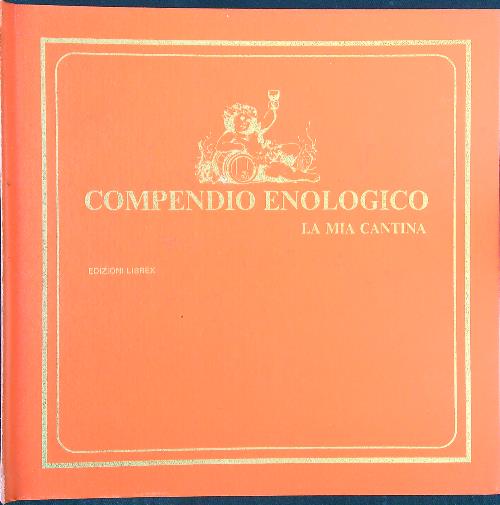 COMPENDIO ENOLOGICO
LA MIA CANTINA
EDIZIONI LIBREX